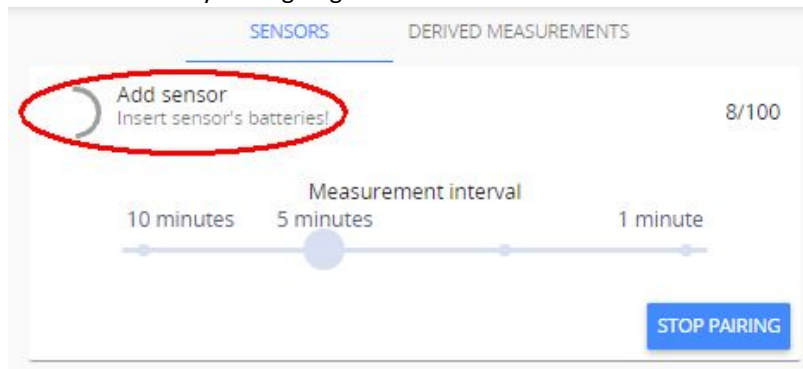 SENSORS DERIVED MEASUREMENTS
Add sensor
Insert sensor's batteries!
8/100
Measurement interval
10 minutes 5 minutes 1 minute
STOP PAIRING